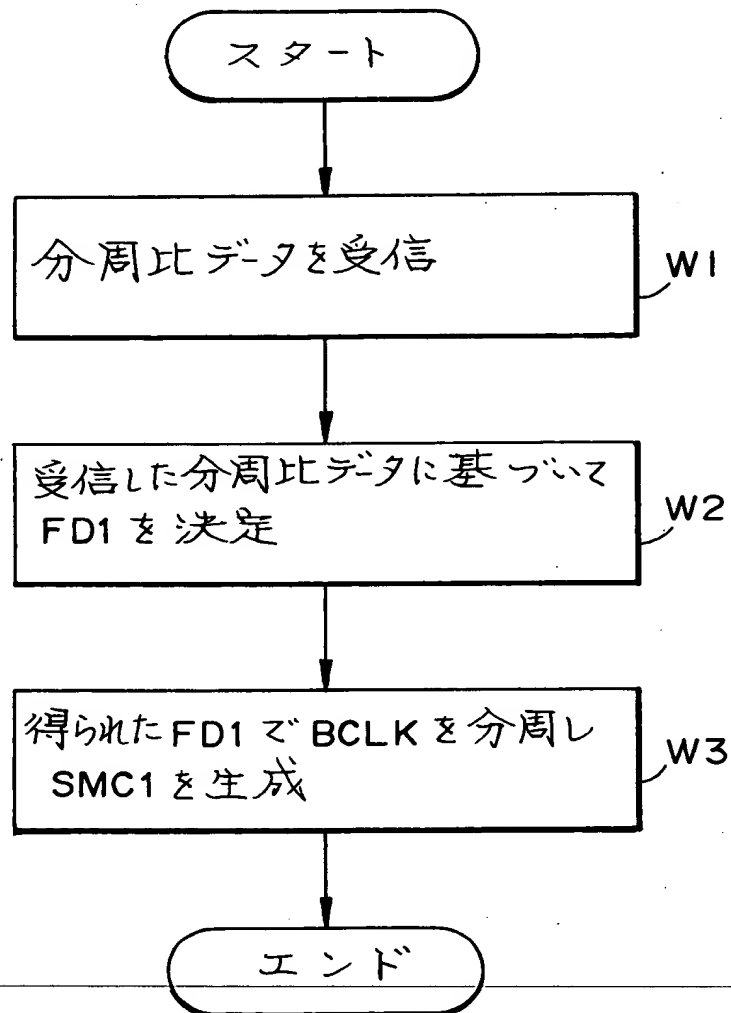 スタート
分周比データを受信
W1
受信した分周比データに基づいて
FD1を決定
W2
得られたFD1でBCLKを分周し
SMC1を生成
W3
エンド